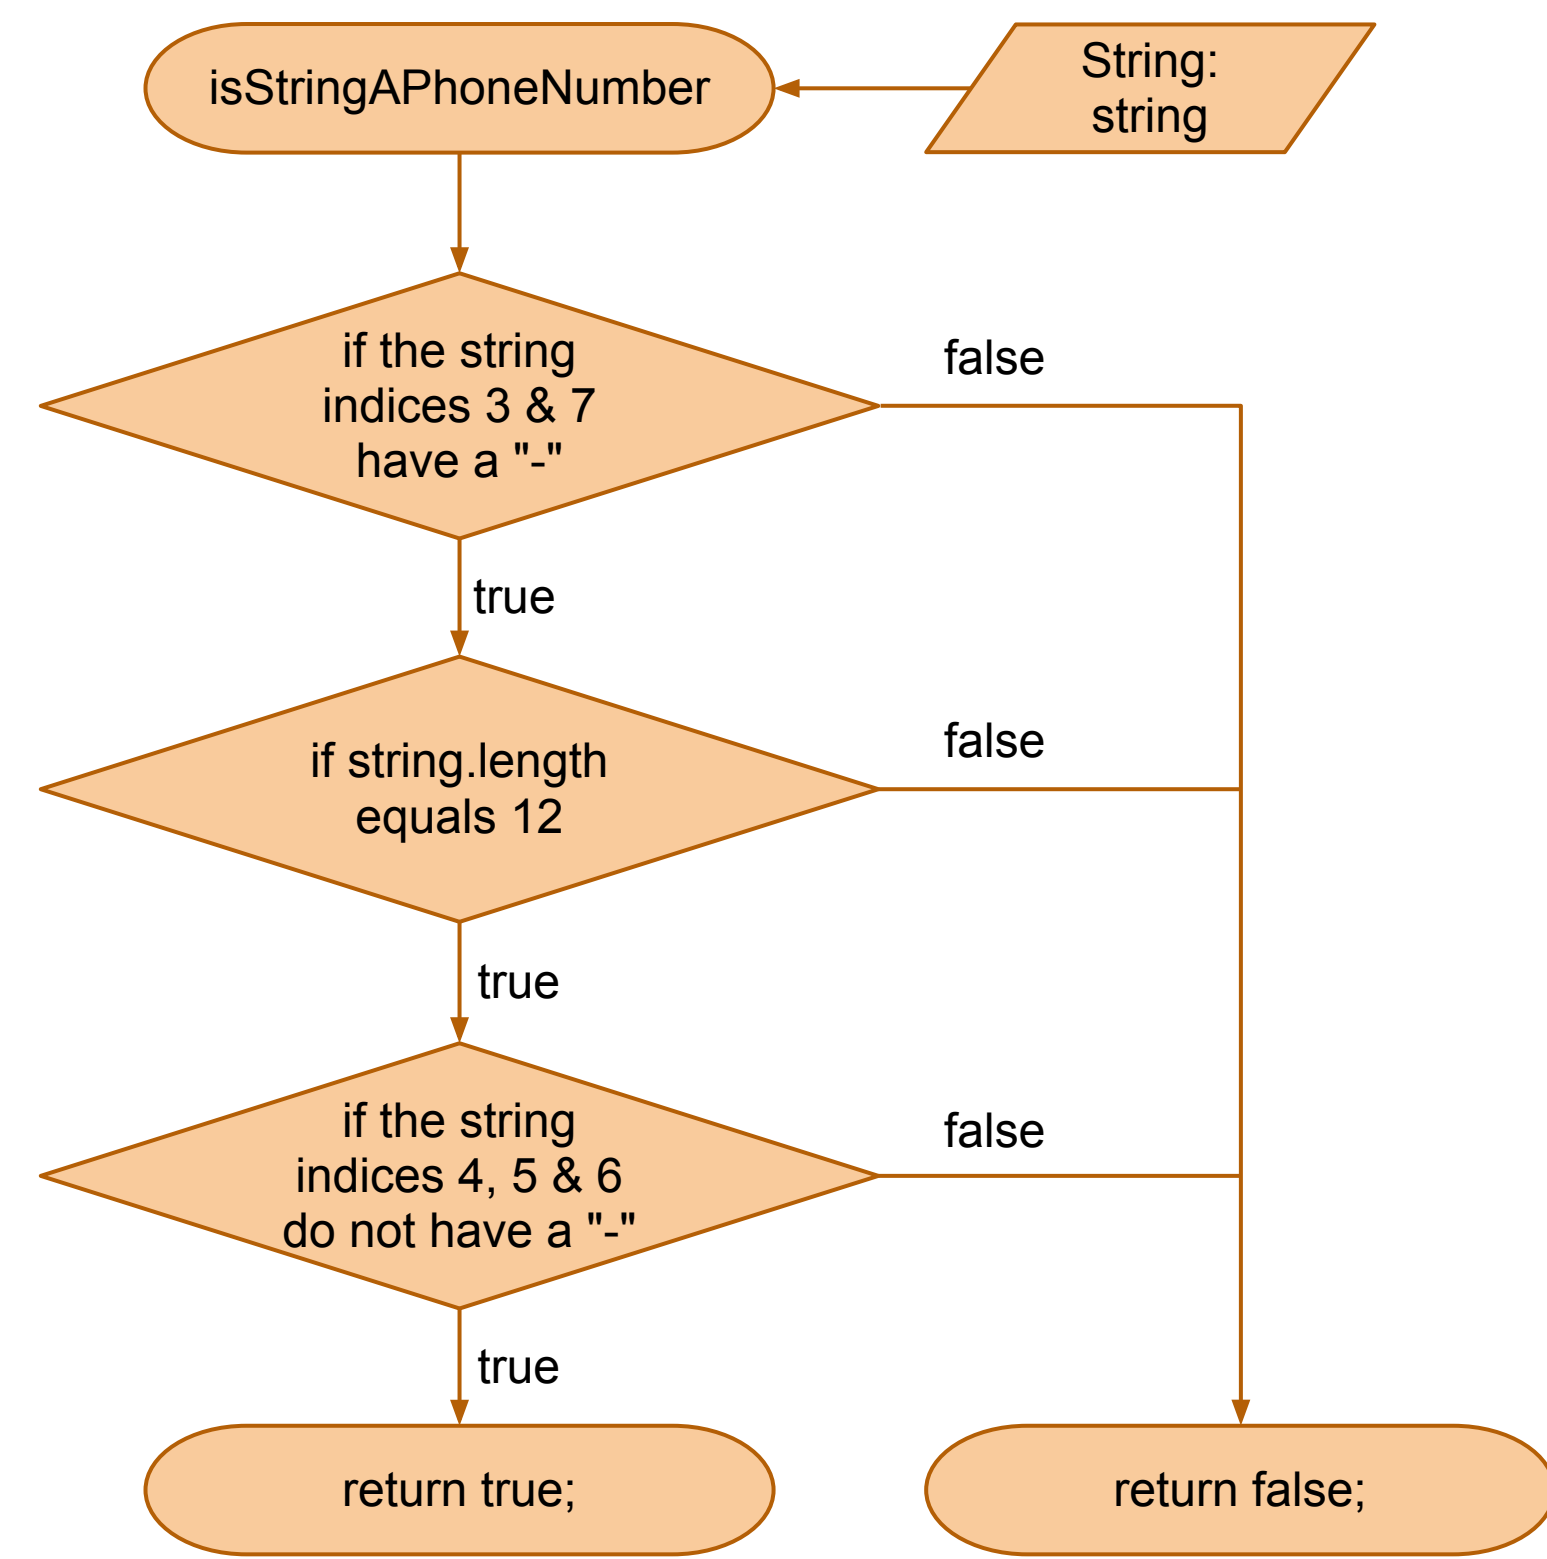 isStringAPhoneNumber
String:
string
if the string
indices 3 & 7
have a "-"
false
true
if string.length
equals 12
false
true
if the string
indices 4, 5 & 6
do not have a "-"
false
true
return true;
return false;